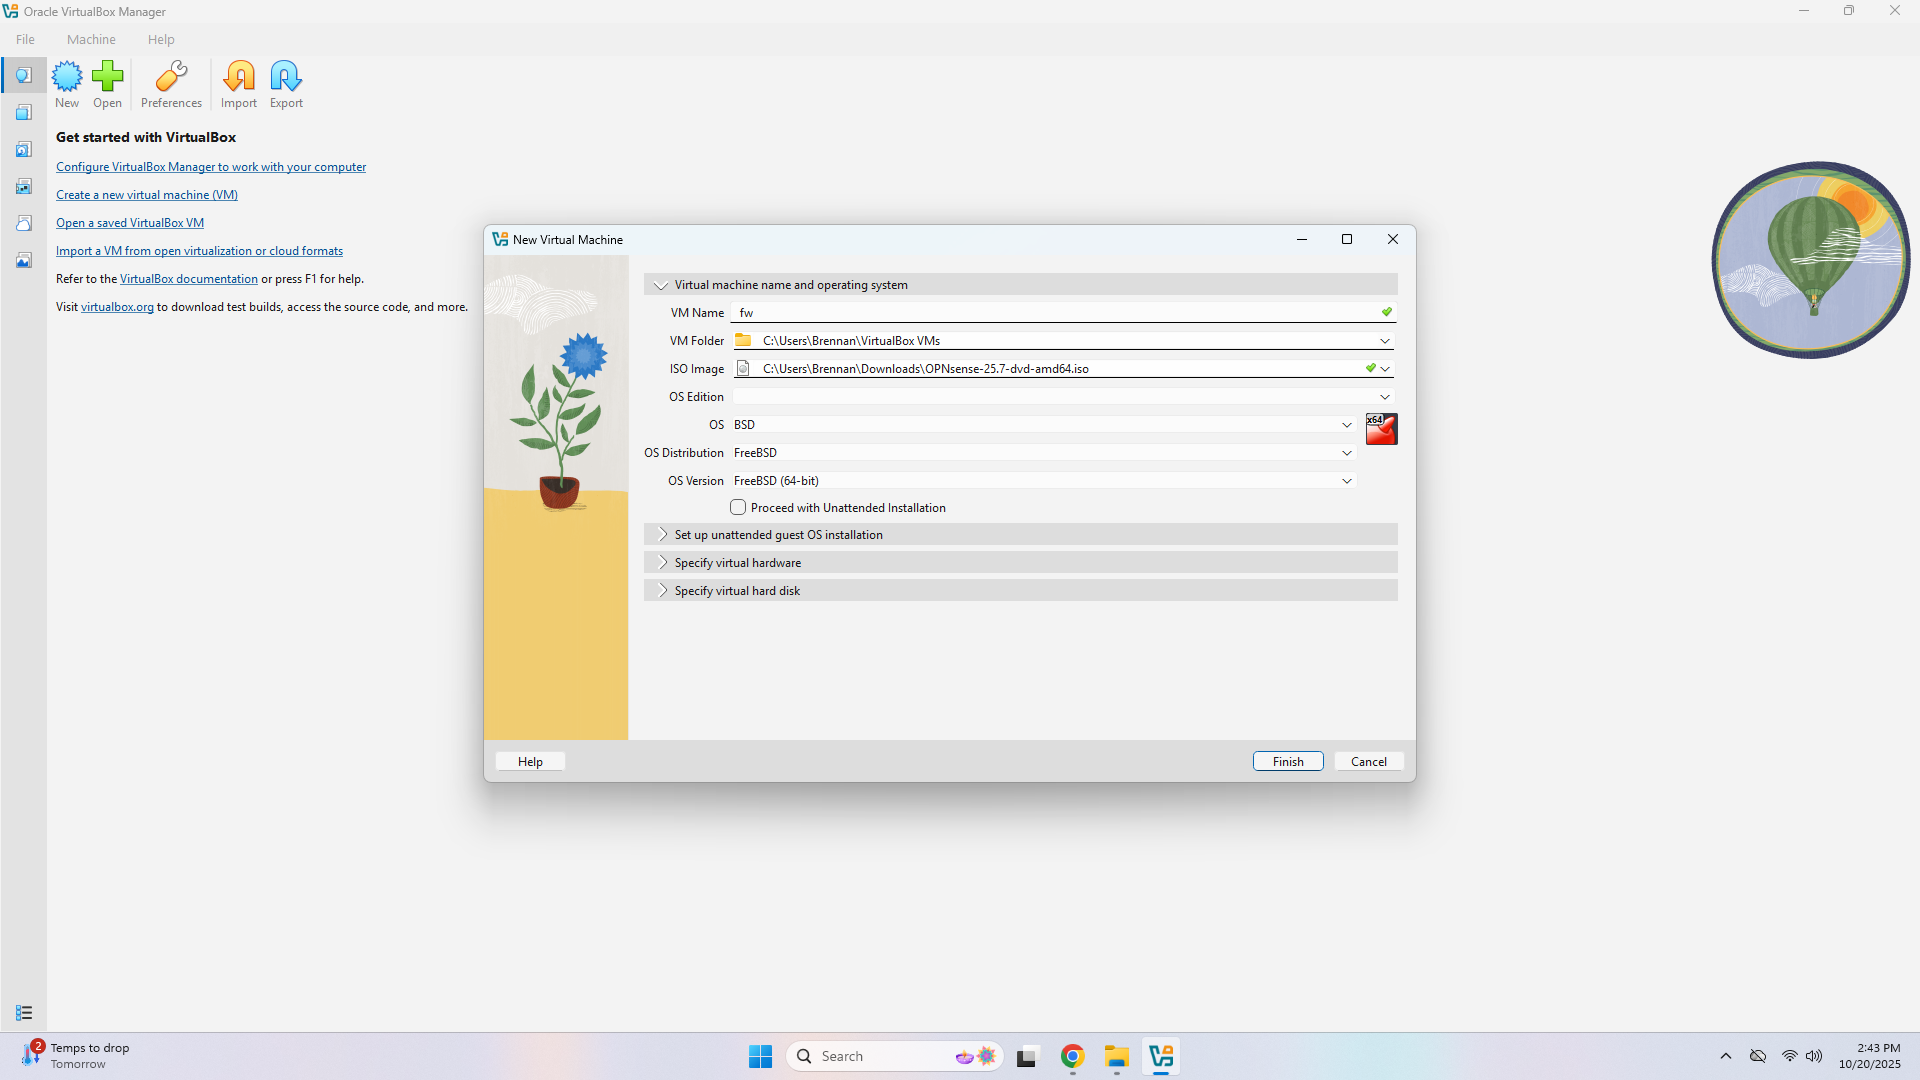 Oracle VirtualBox Manager
File Machine Help
New Open Preferences Import Export
Get started with VirtualBox
Configure VirtualBox Manager to work with your computer
Create a new virtual machine (VM)
Open a saved VirtualBox VM
Import a VM from open virtualization or cloud formats
Refer to the VirtualBox documentation or press F1 for help.
Visit virtualbox.org to download test builds, access the source code, and more.
New Virtual Machine
Virtual machine name and operating system
VM Name fw
VM Folder C:\Users\Brennan\VirtualBox VMs
ISO Image C:\Users\Brennan\Downloads\OPNsense-25.7-dvd-amd64.iso
OS Edition
OS BSD x64
OS Distribution FreeBSD
OS Version FreeBSD (64-bit)
Proceed with Unattended Installation
Set up unattended guest OS installation
Specify virtual hardware
Specify virtual hard disk
Help Finish Cancel
2 Temps to drop
Tomorrow
Search
2:43 PM
10/20/2025